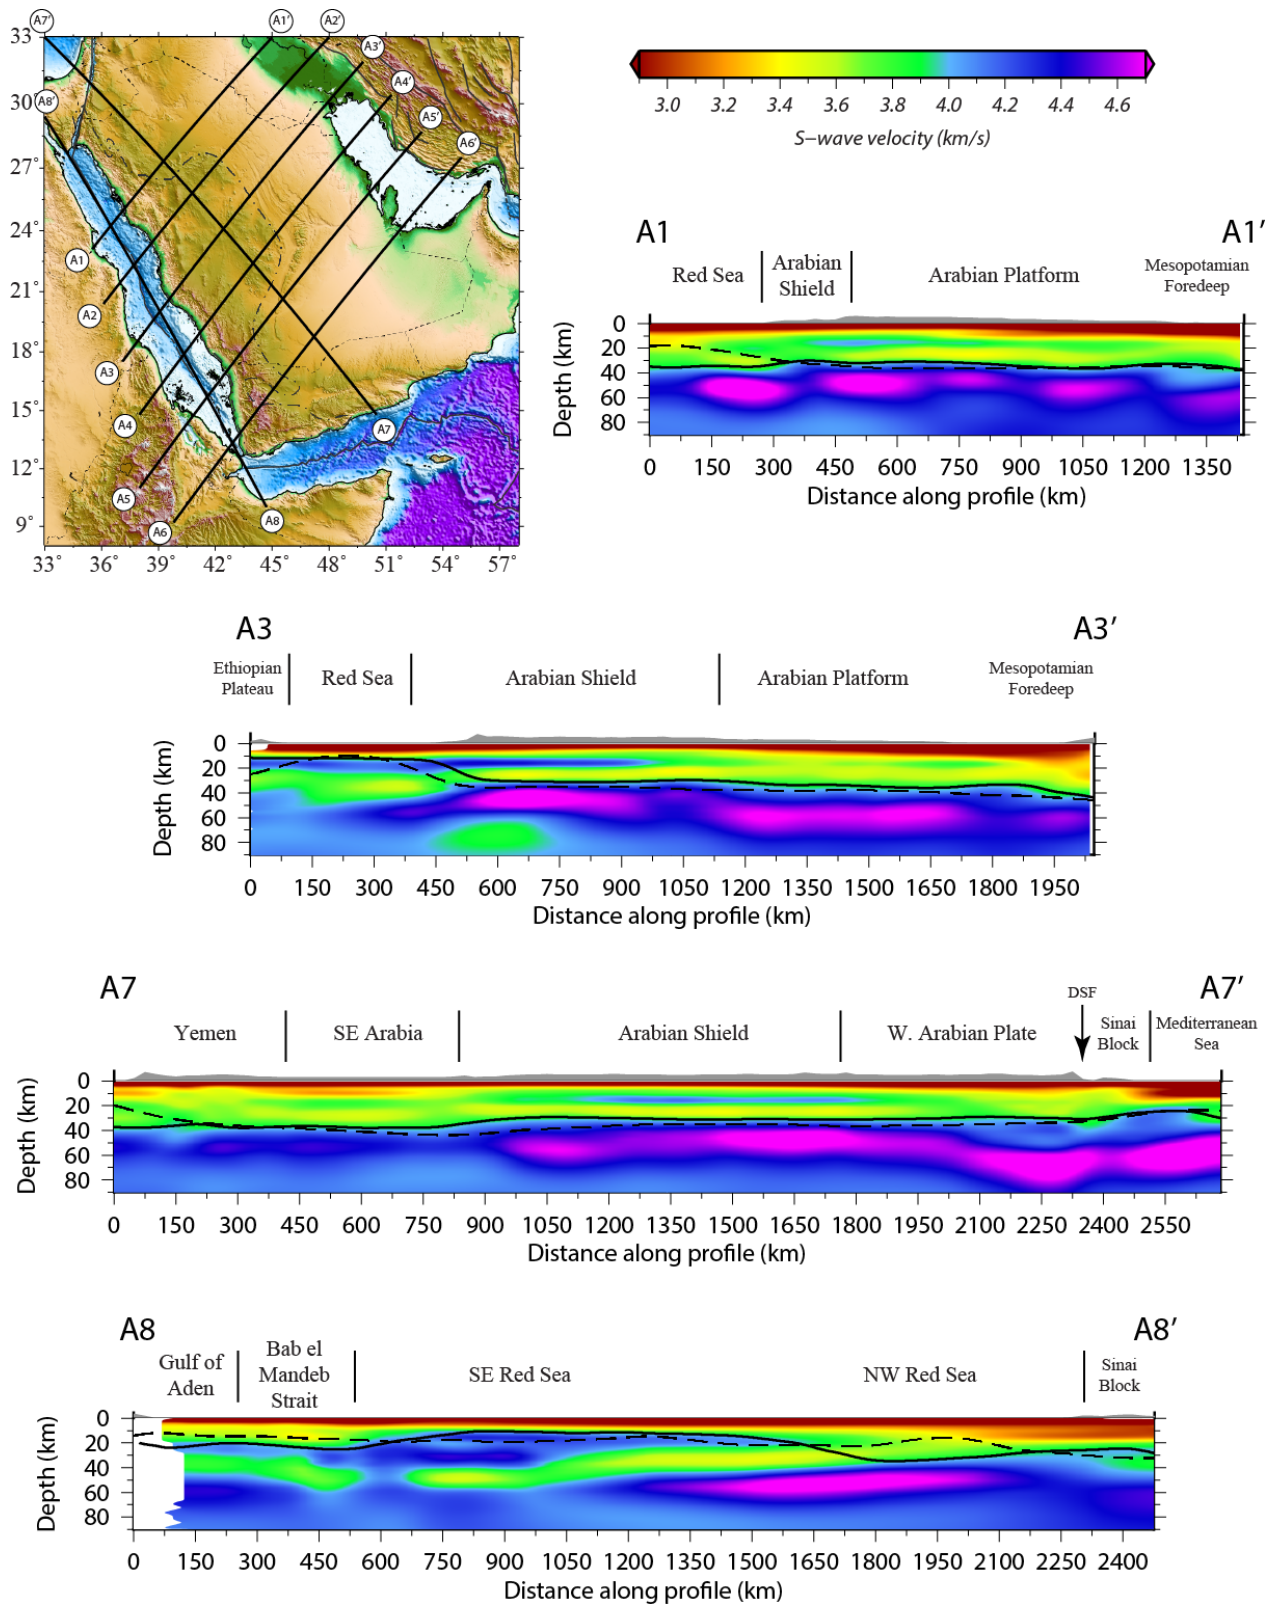 A7′
A1′
A2′
A3′
A4′
A5′
A6′
A8′
33
30˚
27˚
24˚
21˚
18˚
15˚
12˚
9˚
A1
A2
A3
A4
A5
A6
A7
A8
33˚ 36˚ 39˚ 42˚ 45˚ 48˚ 51˚ 54˚ 57˚
3.0 3.2 3.4 3.6 3.8 4.0 4.2 4.4 4.6
S−wave velocity (km/s)
A1 A1′
Red Sea
Arabian
Shield
Arabian Platform
Mesopotamian
Foredeep
Depth (km)
0
20
40
60
80
0 150 300 450 600 750 900 1050 1200 1350
Distance along profile (km)
A3 A3′
Ethiopian
Plateau
Red Sea
Arabian Shield
Arabian Platform
Mesopotamian
Foredeep
Depth (km)
0
20
40
60
80
0 150 300 450 600 750 900 1050 1200 1350 1500 1650 1800 1950
Distance along profile (km)
A7 A7′
Yemen
SE Arabia
Arabian Shield
W. Arabian Plate
DSF
Sinai
Block
Mediterranean
Sea
Depth (km)
0
20
40
60
80
0 150 300 450 600 750 900 1050 1200 1350 1500 1650 1800 1950 2100 2250 2400 2550
Distance along profile (km)
A8 A8′
Gulf of
Aden
Bab el
Mandeb
Strait
SE Red Sea
NW Red Sea
Sinai
Block
Depth (km)
0
20
40
60
80
0 150 300 450 600 750 900 1050 1200 1350 1500 1650 1800 1950 2100 2250 2400
Distance along profile (km)